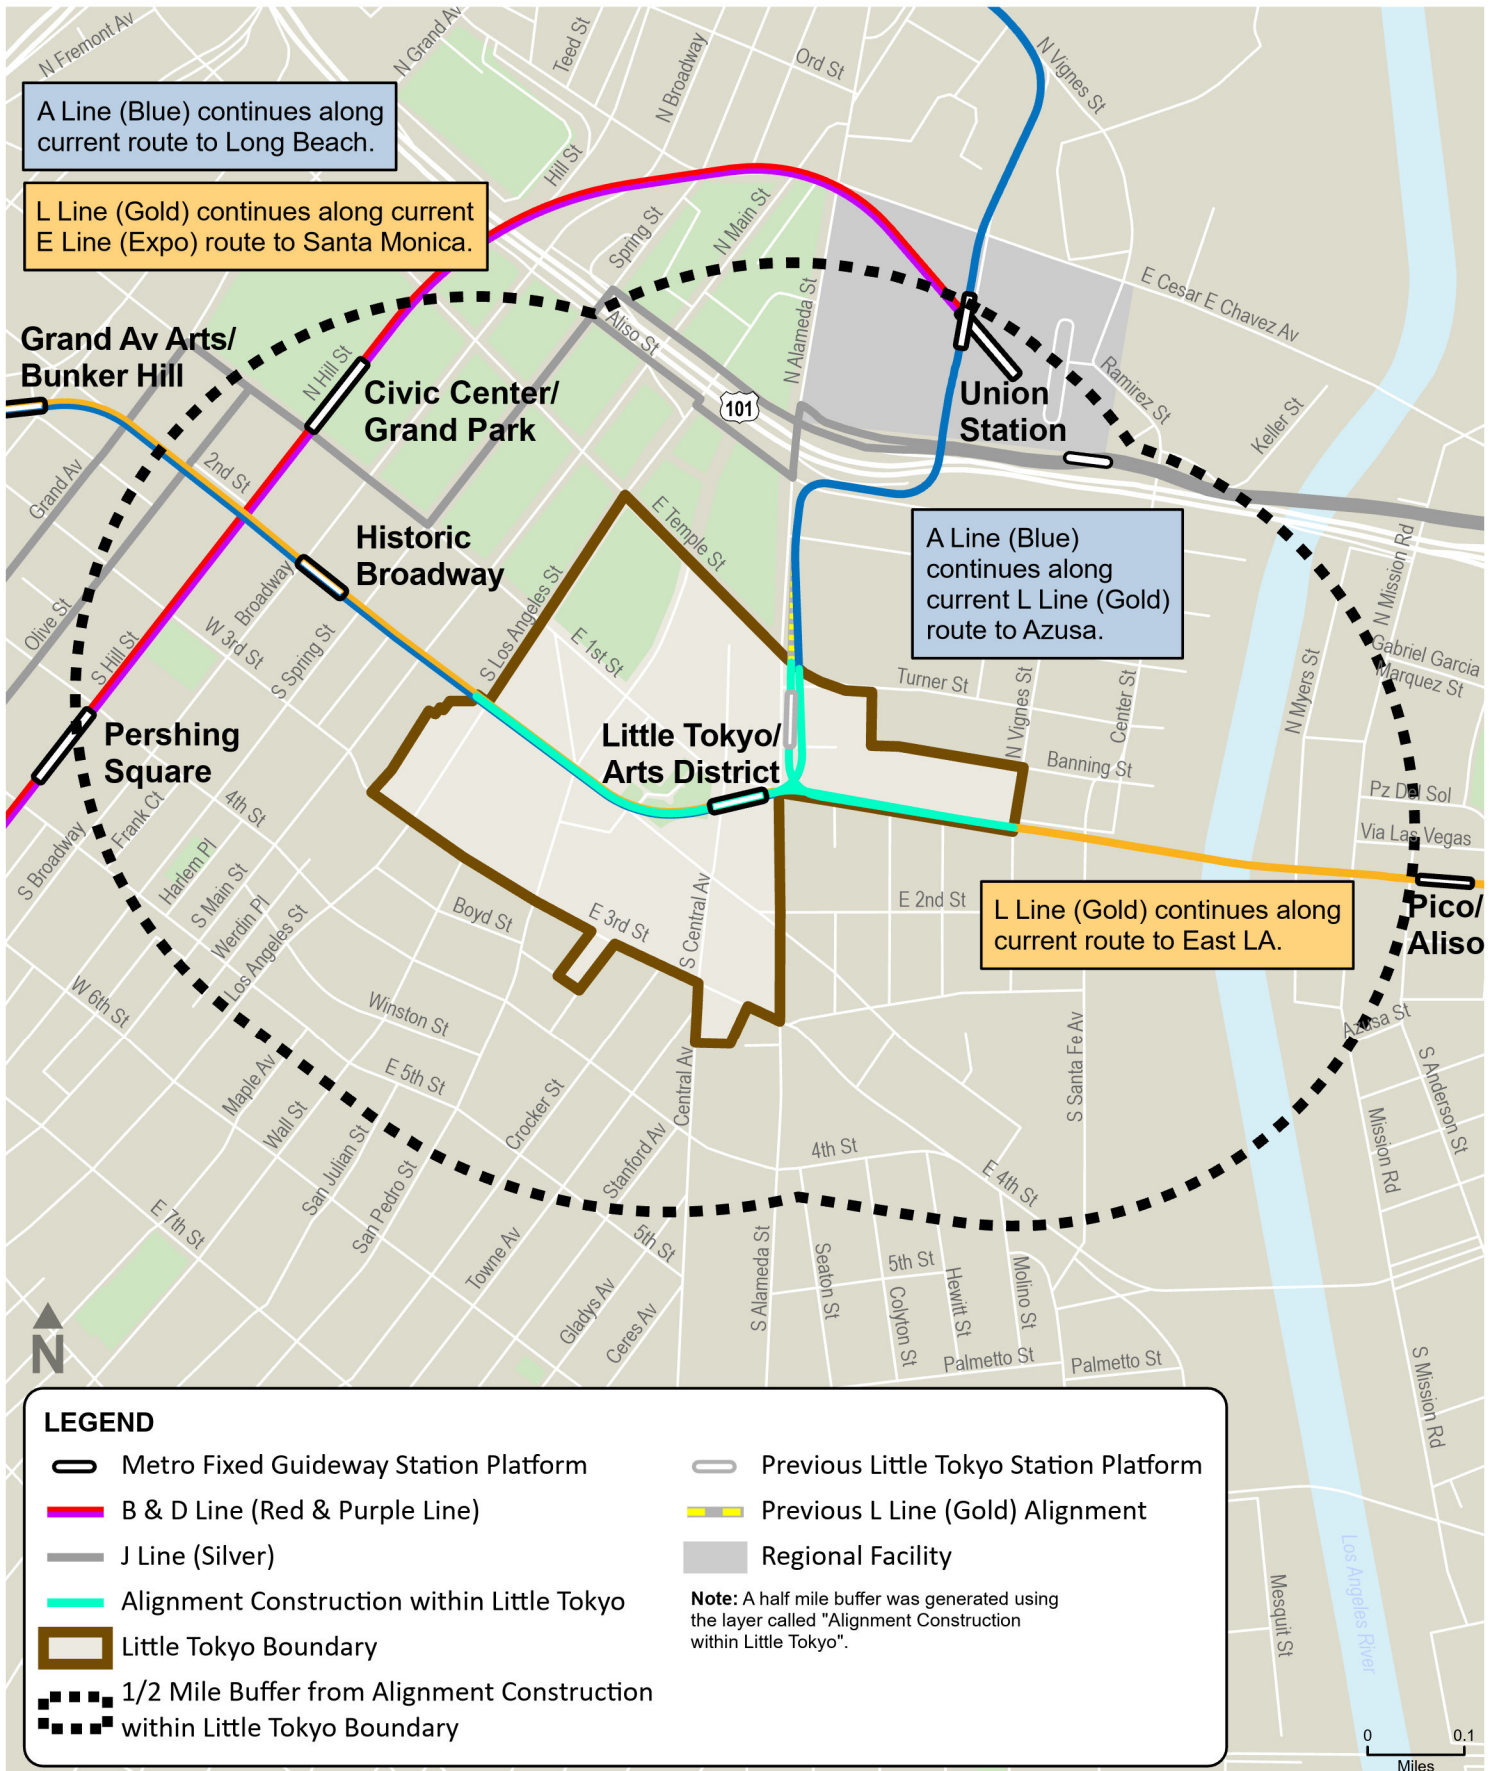 N Fremont Av
N Grand Av
Teed St
N Broadway
Ord St
N Vignes St
A Line (Blue) continues along
current route to Long Beach.
Hill St
L Line (Gold) continues along current
E Line (Expo) route to Santa Monica.
Spring St
N Main St
N Alameda St
E Cesar E Chavez Av
Aliso St
Grand Av Arts/
Bunker Hill
N Hill St
Civic Center/
Grand Park
101
Union
Station
Ramirez St
Keller St
Grand Av
2nd St
Historic
Broadway
E Temple St
A Line (Blue)
continues along
current L Line (Gold)
route to Azusa.
N Mission Rd
Olive St
S Hill St
Broadway
W 3rd St
S Spring St
S Los Angeles St
E 1st St
Turner St
N Vignes St
Center St
N Myers St
Gabriel Garcia
Marquez St
Pershing
Square
Little Tokyo/
Arts District
Banning St
Pz Del Sol
Via Las Vegas
S Broadway
Frank Ct
4th St
Harlem Pl
S Main St
Werdin Pl
Los Angeles St
Boyd St
E 3rd St
S Central Av
E 2nd St
L Line (Gold) continues along
current route to East LA.
Pico/
Aliso
W 6th St
Winston St
E 5th St
Maple Av
Wall St
San Julian St
San Pedro St
Crocker St
Stanford Av
Central Av
S Santa Fe Av
Azusa St
S Anderson St
Mission Rd
4th St
E 4th St
E 7th St
Towne Av
5th St
Gladys Av
Ceres Av
S Alameda St
Seaton St
5th St
Colyton St
Hewitt St
Molino St
Palmetto St
Palmetto St
S Mission Rd
N
LEGEND
Metro Fixed Guideway Station Platform
B & D Line (Red & Purple Line)
J Line (Silver)
Alignment Construction within Little Tokyo
Little Tokyo Boundary
1/2 Mile Buffer from Alignment Construction
within Little Tokyo Boundary
Previous Little Tokyo Station Platform
Previous L Line (Gold) Alignment
Regional Facility
Note: A half mile buffer was generated using
the layer called "Alignment Construction
within Little Tokyo".
Mesquit St
Los Angeles River
0 0.1
Miles